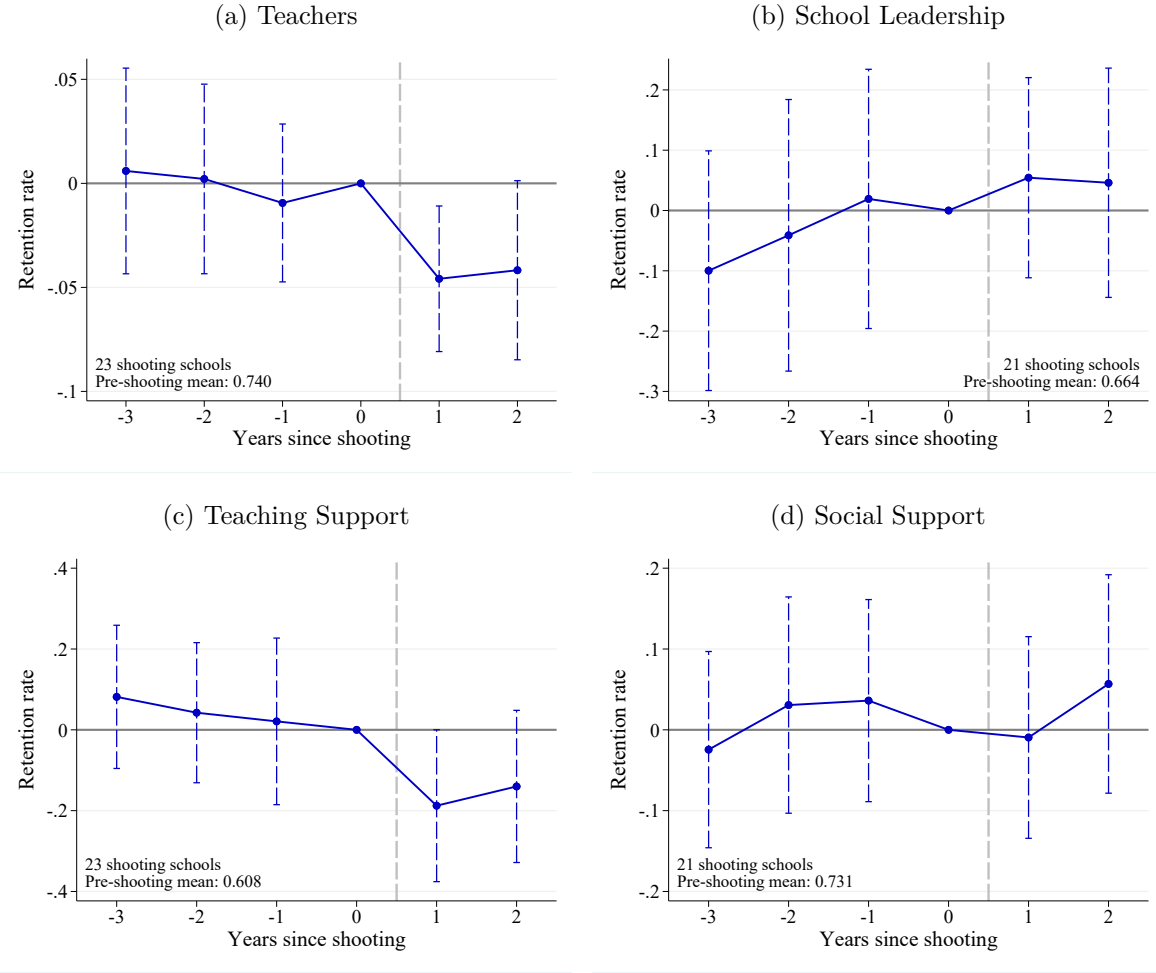 (a) Teachers
Retention rate
.05
0
-.05
-.1
23 shooting schools
Pre-shooting mean: 0.740
-3 -2 -1 0 1 2
Years since shooting
(b) School Leadership
Retention rate
.2
.1
0
-.1
-.2
-.3
21 shooting schools
Pre-shooting mean: 0.664
-3 -2 -1 0 1 2
Years since shooting
(c) Teaching Support
Retention rate
.4
.2
0
-.2
-.4
23 shooting schools
Pre-shooting mean: 0.608
-3 -2 -1 0 1 2
Years since shooting
(d) Social Support
Retention rate
.2
.1
0
-.1
-.2
21 shooting schools
Pre-shooting mean: 0.731
-3 -2 -1 0 1 2
Years since shooting